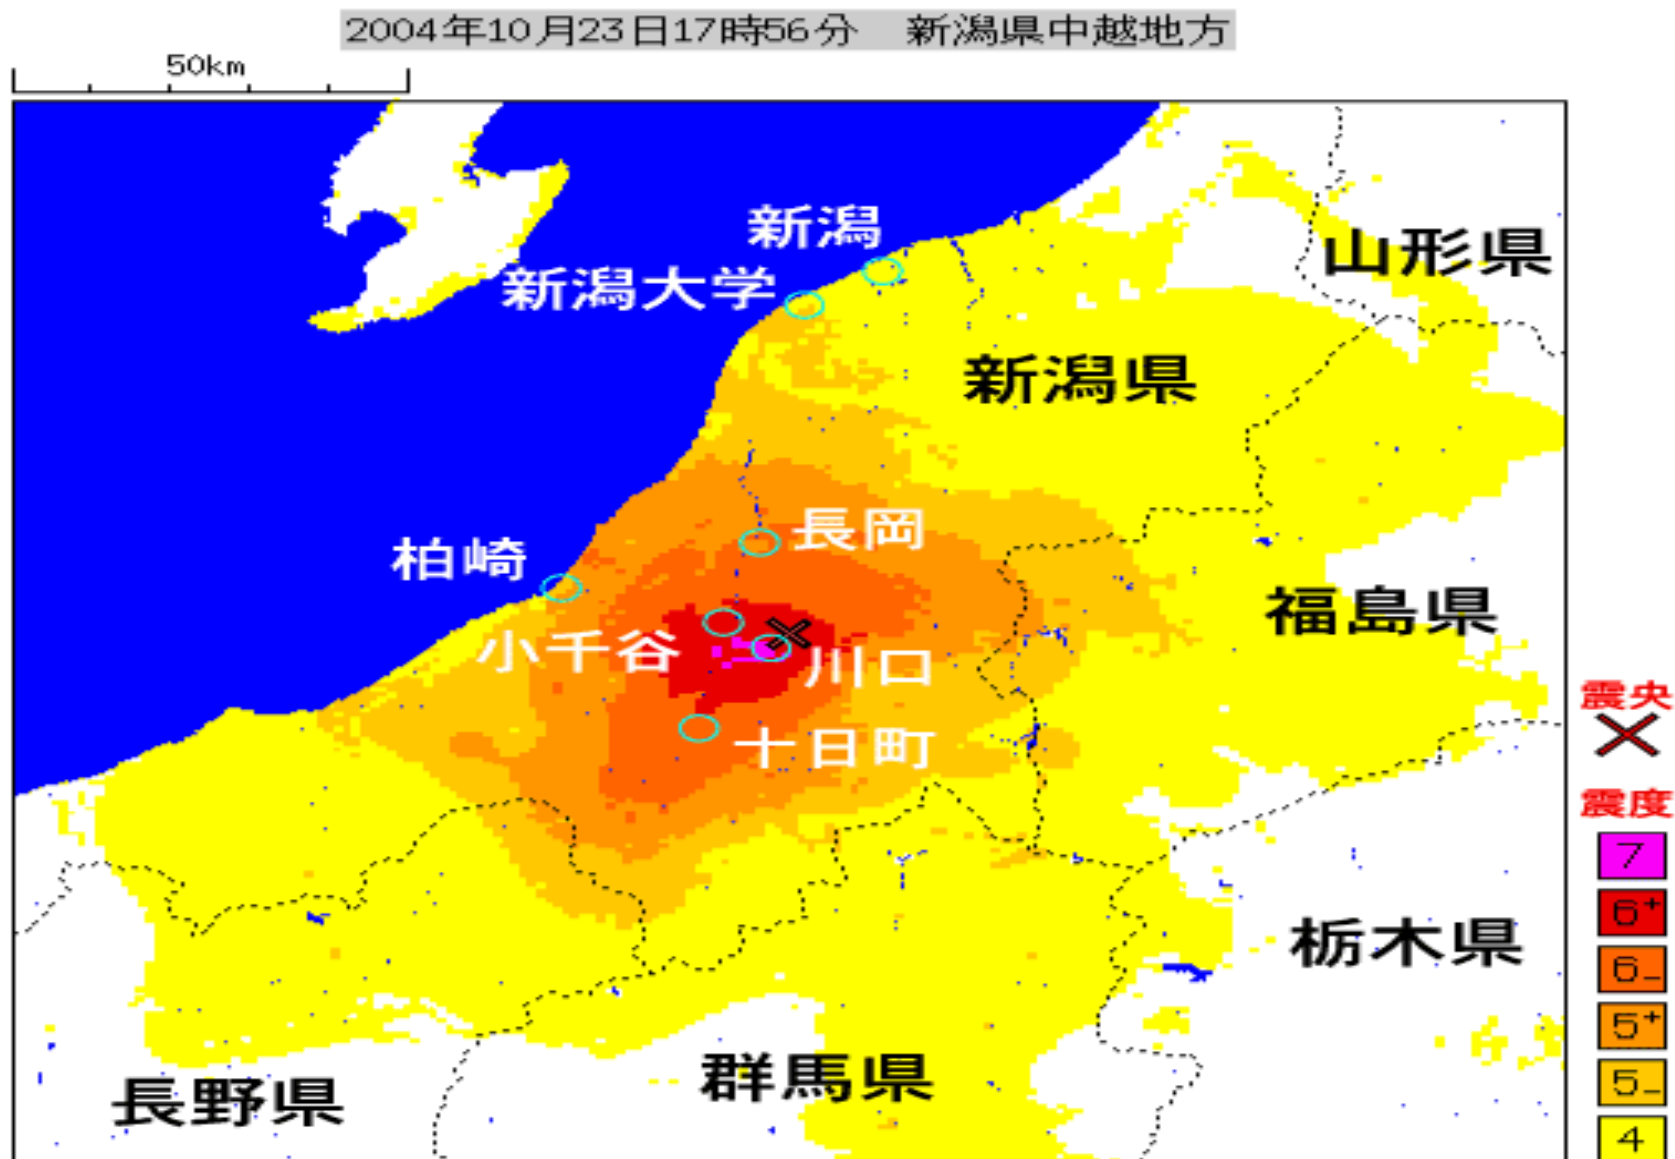 2004年10月23日17時56分　新潟県中越地方
50km
新潟
山形県
新潟大学
新潟県
長岡
柏崎
福島県
小千谷
川口
震央
十日町
震度
7
6+
栃木県
6-
5+
群馬県
5-
長野県
4